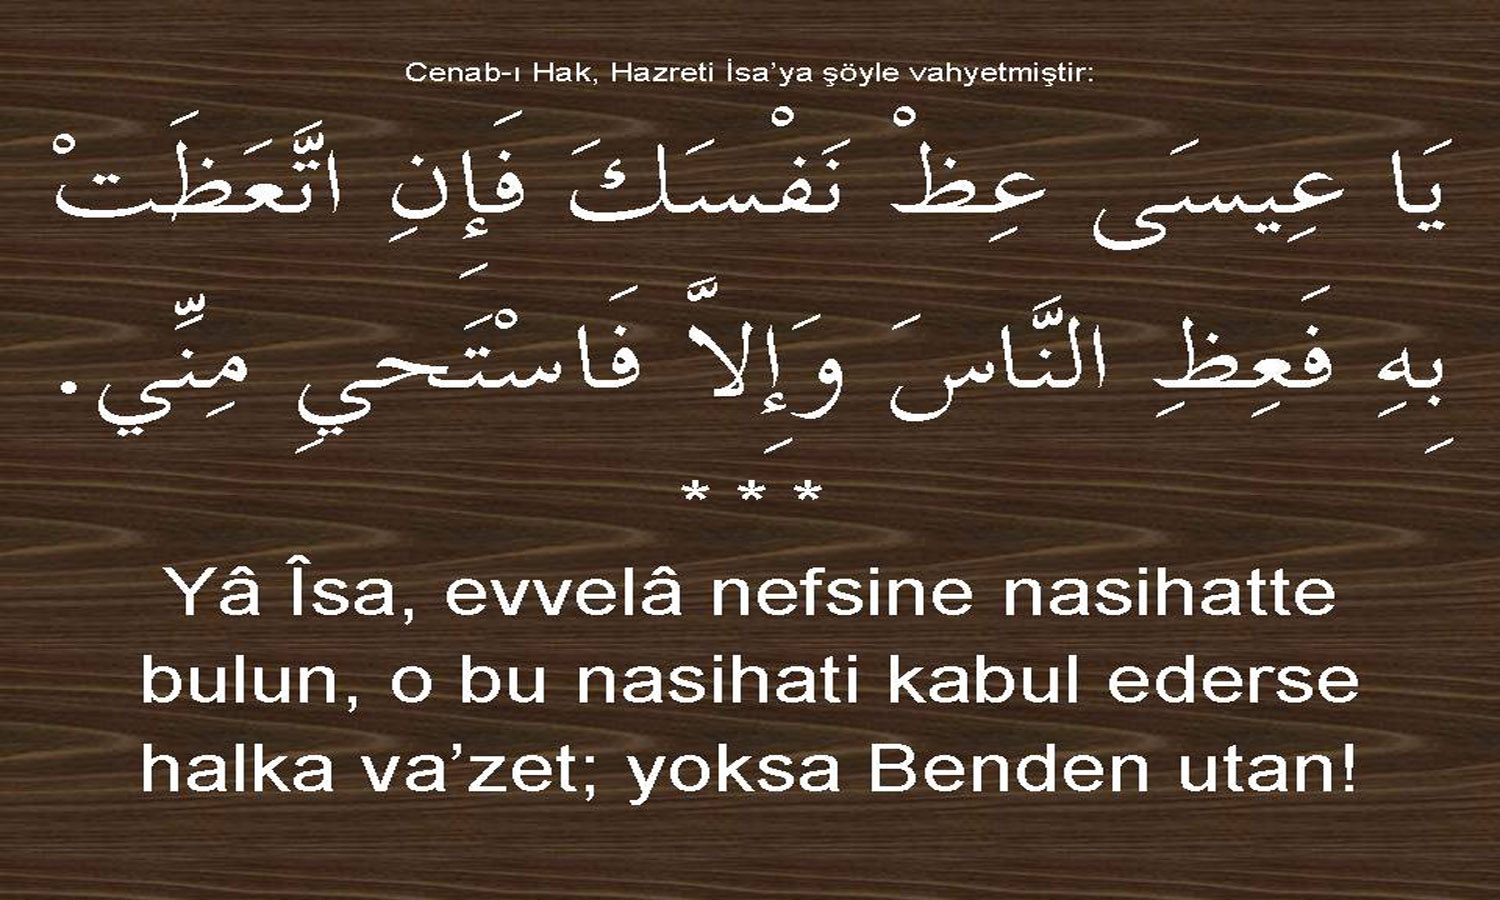 Cenab-ı Hak, Hazreti İsa’ya şöyle vahyetmiştir:
يَا عِيسَى عِظْ نَفْسَكَ فَإِنِ اتَّعَظَتْ
بِهِ فَعِظِ النَّاسَ وَإِلاَّ فَاسْتَحيِ مِنِّي.
* * *
Yâ Îsa, evvelâ nefsine nasihatte
bulun, o bu nasihati kabul ederse
halka va’zet; yoksa Benden utan!